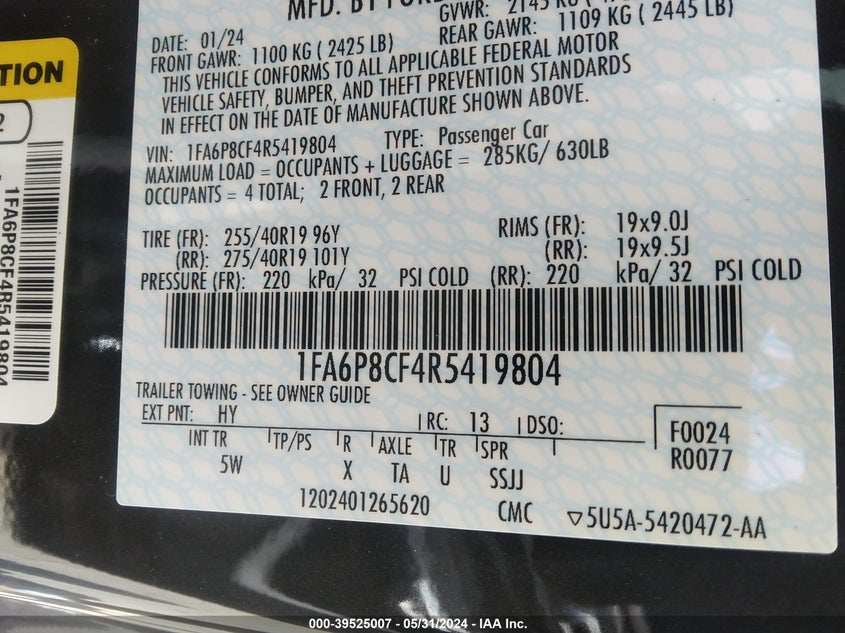 MFD. BY FORD
DATE: 01/24 GVWR: 2145 KG
FRONT GAWR: 1100 KG ( 2425 LB) REAR GAWR: 1109 KG ( 2445 LB)
THIS VEHICLE CONFORMS TO ALL APPLICABLE FEDERAL MOTOR
VEHICLE SAFETY, BUMPER, AND THEFT PREVENTION STANDARDS
IN EFFECT ON THE DATE OF MANUFACTURE SHOWN ABOVE.
VIN: 1FA6P8CF4R5419804 TYPE: Passenger Car
MAXIMUM LOAD = OCCUPANTS + LUGGAGE = 285KG/ 630LB
OCCUPANTS = 4 TOTAL; 2 FRONT, 2 REAR
TIRE (FR): 255/40R19 96Y RIMS (FR): 19x9.0J
(RR): 275/40R19 101Y (RR): 19x9.5J
PRESSURE (FR): 220 kPa/ 32 PSI COLD (RR): 220 kPa/ 32 PSI COLD
1FA6P8CF4R5419804
TRAILER TOWING - SEE OWNER GUIDE
EXT PNT: HY RC: 13 DSO: F0024
INT TR TP/PS R AXLE TR SPR R0077
5W X TA U SSJJ
1202401265620 CMC ▽5U5A-5420472-AA
TION
2
1FA6P8CF4R5419804
000-39525007 - 05/31/2024 - IAA Inc.